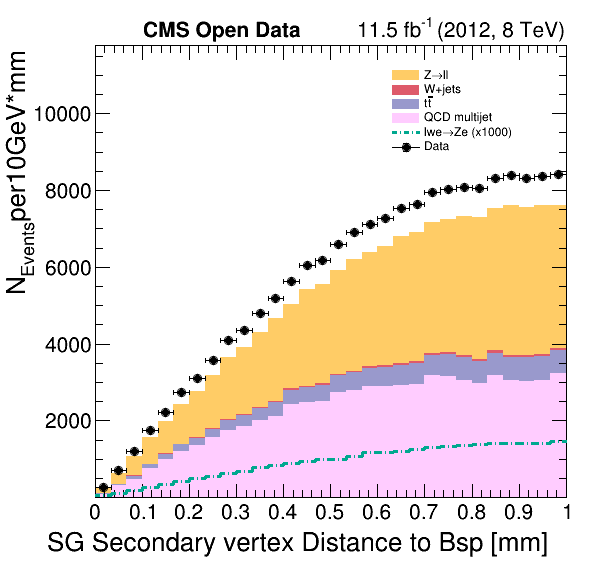 CMS Open Data 11.5 fb⁻¹ (2012, 8 TeV)
N_Events per10GeV*mm
10000
8000
6000
4000
2000
Z→ll
W+jets
tt̅
QCD multijet
lwe→Ze (x1000)
Data
0 0.1 0.2 0.3 0.4 0.5 0.6 0.7 0.8 0.9 1
SG Secondary vertex Distance to Bsp [mm]